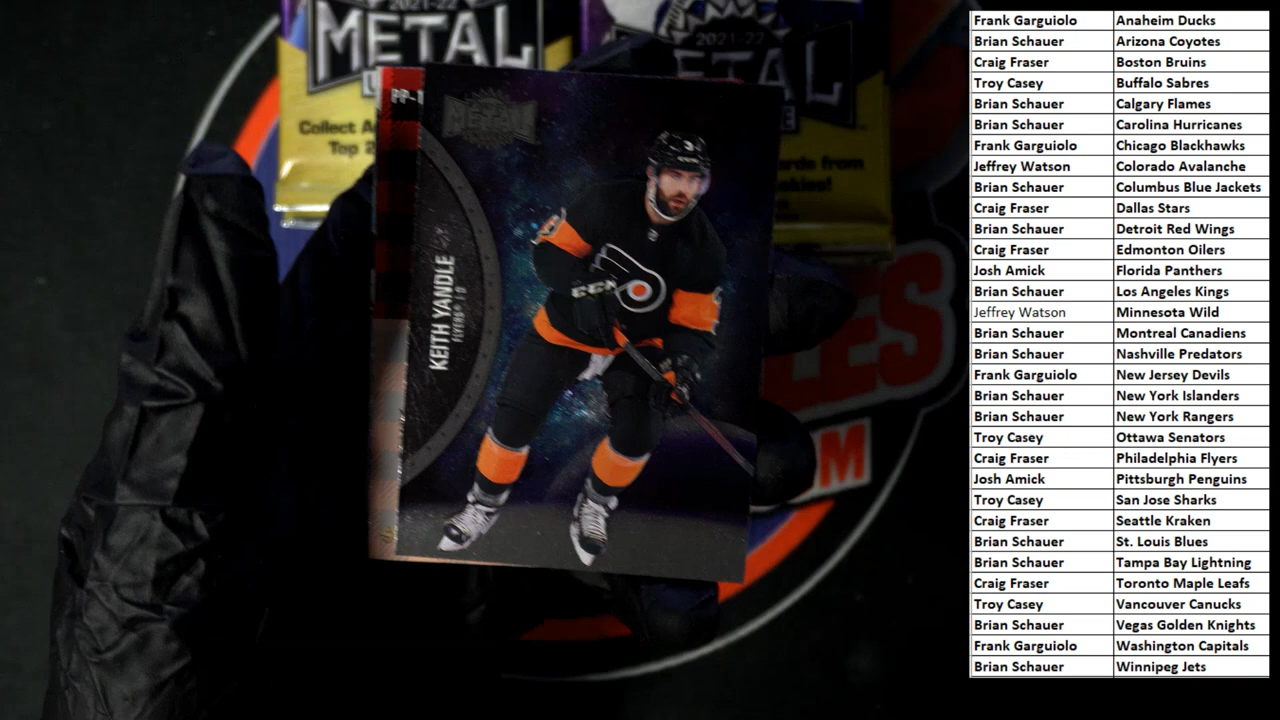 2021-22
METAL
Collect A
Top 2
2021-22
ETAL
rds from
kies!
PP-1
KEITH YANDLE
FLYERS | D
CCM
LES
M
Frank Garguiolo Anaheim Ducks
Brian Schauer Arizona Coyotes
Craig Fraser Boston Bruins
Troy Casey Buffalo Sabres
Brian Schauer Calgary Flames
Brian Schauer Carolina Hurricanes
Frank Garguiolo Chicago Blackhawks
Jeffrey Watson Colorado Avalanche
Brian Schauer Columbus Blue Jackets
Craig Fraser Dallas Stars
Brian Schauer Detroit Red Wings
Craig Fraser Edmonton Oilers
Josh Amick Florida Panthers
Brian Schauer Los Angeles Kings
Jeffrey Watson Minnesota Wild
Brian Schauer Montreal Canadiens
Brian Schauer Nashville Predators
Frank Garguiolo New Jersey Devils
Brian Schauer New York Islanders
Brian Schauer New York Rangers
Troy Casey Ottawa Senators
Craig Fraser Philadelphia Flyers
Josh Amick Pittsburgh Penguins
Troy Casey San Jose Sharks
Craig Fraser Seattle Kraken
Brian Schauer St. Louis Blues
Brian Schauer Tampa Bay Lightning
Craig Fraser Toronto Maple Leafs
Troy Casey Vancouver Canucks
Brian Schauer Vegas Golden Knights
Frank Garguiolo Washington Capitals
Brian Schauer Winnipeg Jets